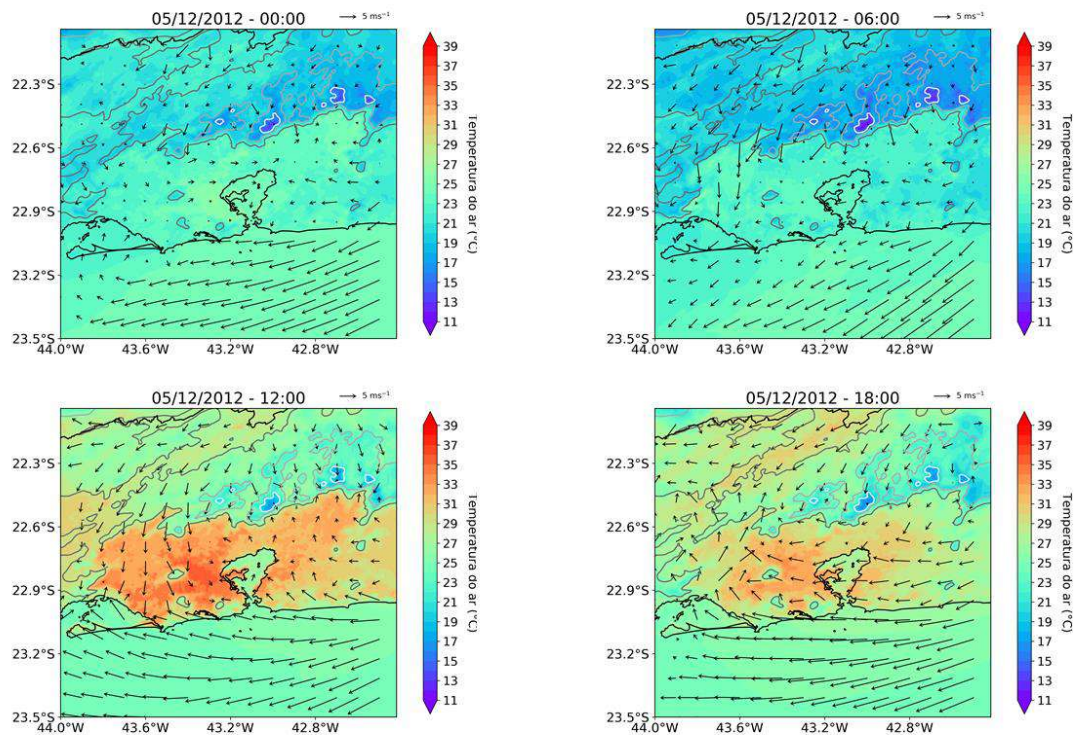 05/12/2012 - 00:00
5 ms⁻¹
22.3°S
22.6°S
22.9°S
23.2°S
23.5°S
44.0°W
43.6°W
43.2°W
42.8°W
39
37
35
33
31
29
27
25
23
21
19
17
15
13
11
Temperatura do ar (°C)
05/12/2012 - 06:00
5 ms⁻¹
22.3°S
22.6°S
22.9°S
23.2°S
23.5°S
44.0°W
43.6°W
43.2°W
42.8°W
39
37
35
33
31
29
27
25
23
21
19
17
15
13
11
Temperatura do ar (°C)
05/12/2012 - 12:00
5 ms⁻¹
22.3°S
22.6°S
22.9°S
23.2°S
23.5°S
44.0°W
43.6°W
43.2°W
42.8°W
39
37
35
33
31
29
27
25
23
21
19
17
15
13
11
Temperatura do ar (°C)
05/12/2012 - 18:00
5 ms⁻¹
22.3°S
22.6°S
22.9°S
23.2°S
23.5°S
44.0°W
43.6°W
43.2°W
42.8°W
39
37
35
33
31
29
27
25
23
21
19
17
15
13
11
Temperatura do ar (°C)